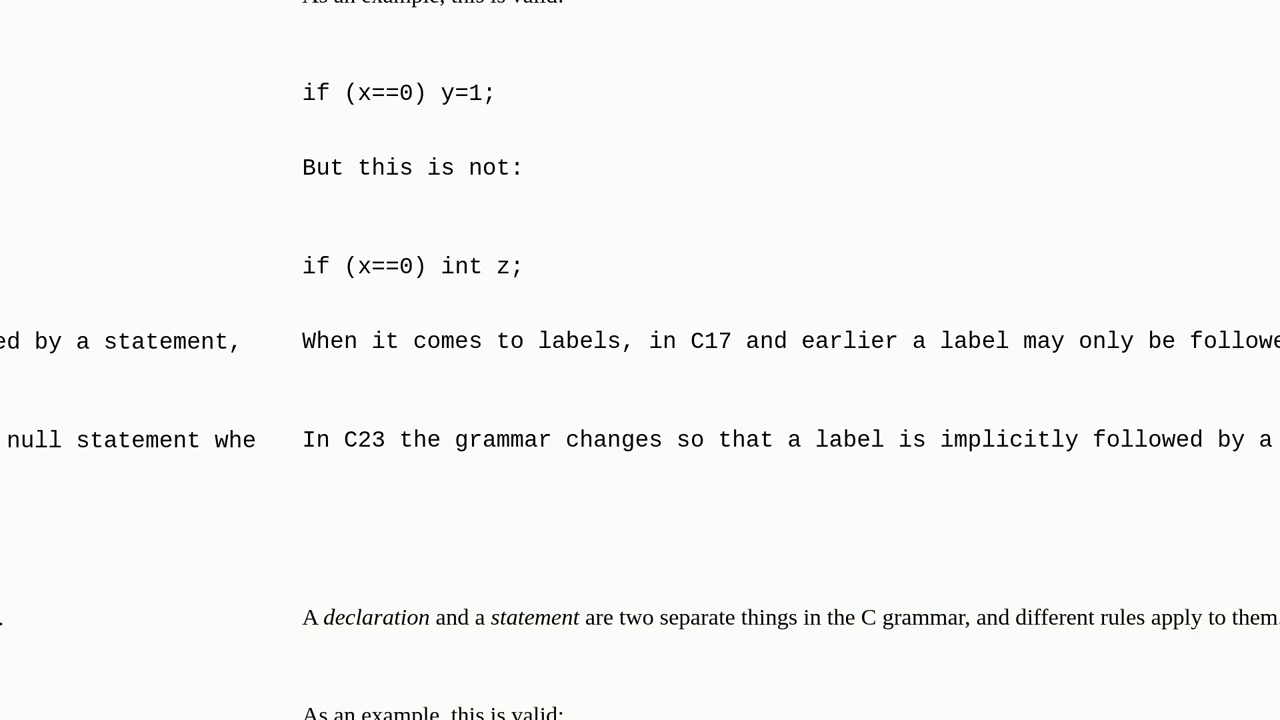 As an example, this is valid:
if (x==0) y=1;
But this is not:
if (x==0) int z;
ed by a statement,
When it comes to labels, in C17 and earlier a label may only be followe
null statement whe
In C23 the grammar changes so that a label is implicitly followed by a
.
A declaration and a statement are two separate things in the C grammar, and different rules apply to them.
As an example, this is valid: